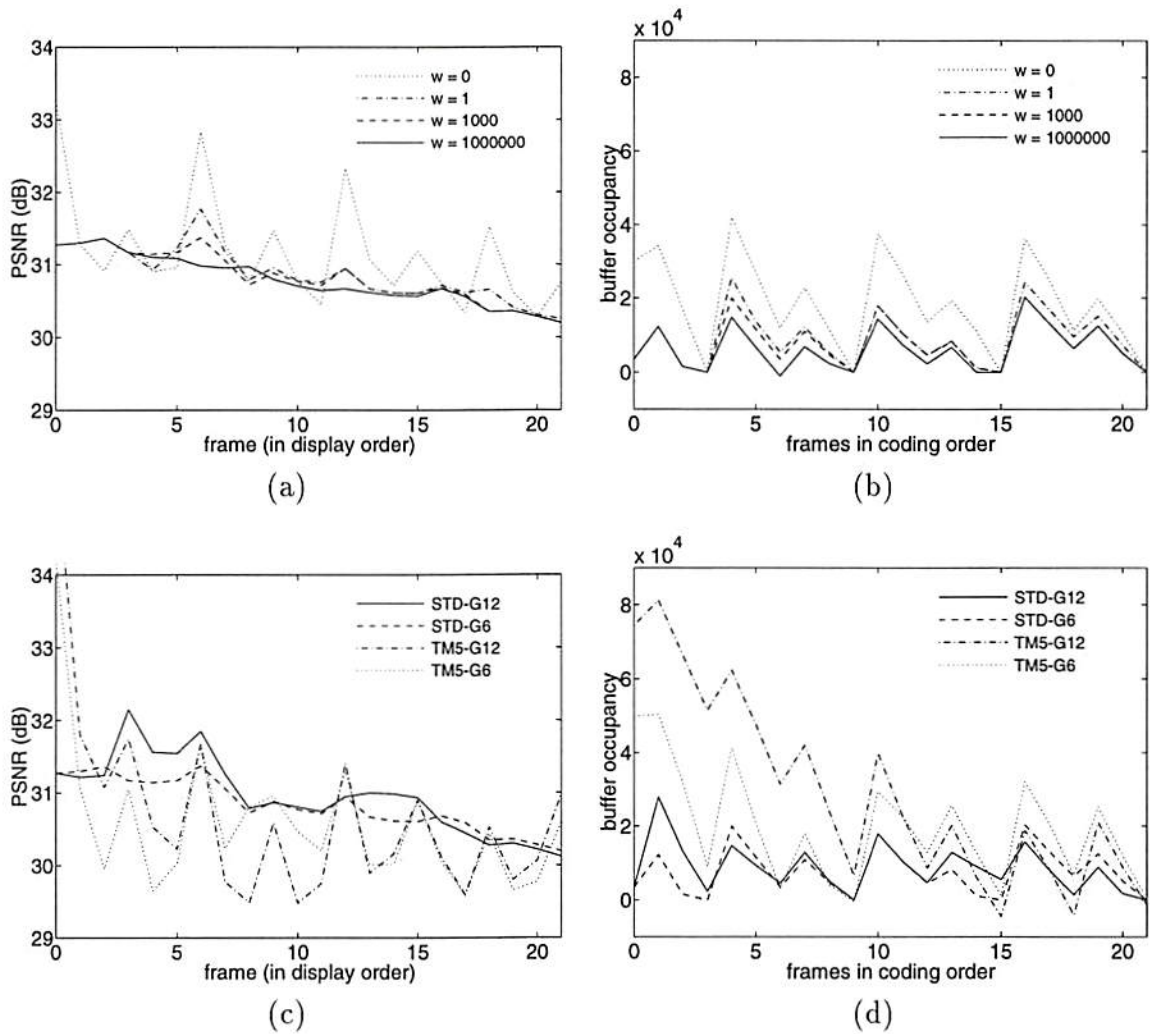 34
33
32
31
30
29
0
5
10
15
20
PSNR (dB)
frame (in display order)
w = 0
w = 1
w = 1000
w = 1000000
(a)
x 10^4
8
6
4
2
0
0
5
10
15
20
buffer occupancy
frames in coding order
w = 0
w = 1
w = 1000
w = 1000000
(b)
34
33
32
31
30
29
0
5
10
15
20
PSNR (dB)
frame (in display order)
STD-G12
STD-G6
TM5-G12
TM5-G6
(c)
x 10^4
8
6
4
2
0
0
5
10
15
20
buffer occupancy
frames in coding order
STD-G12
STD-G6
TM5-G12
TM5-G6
(d)